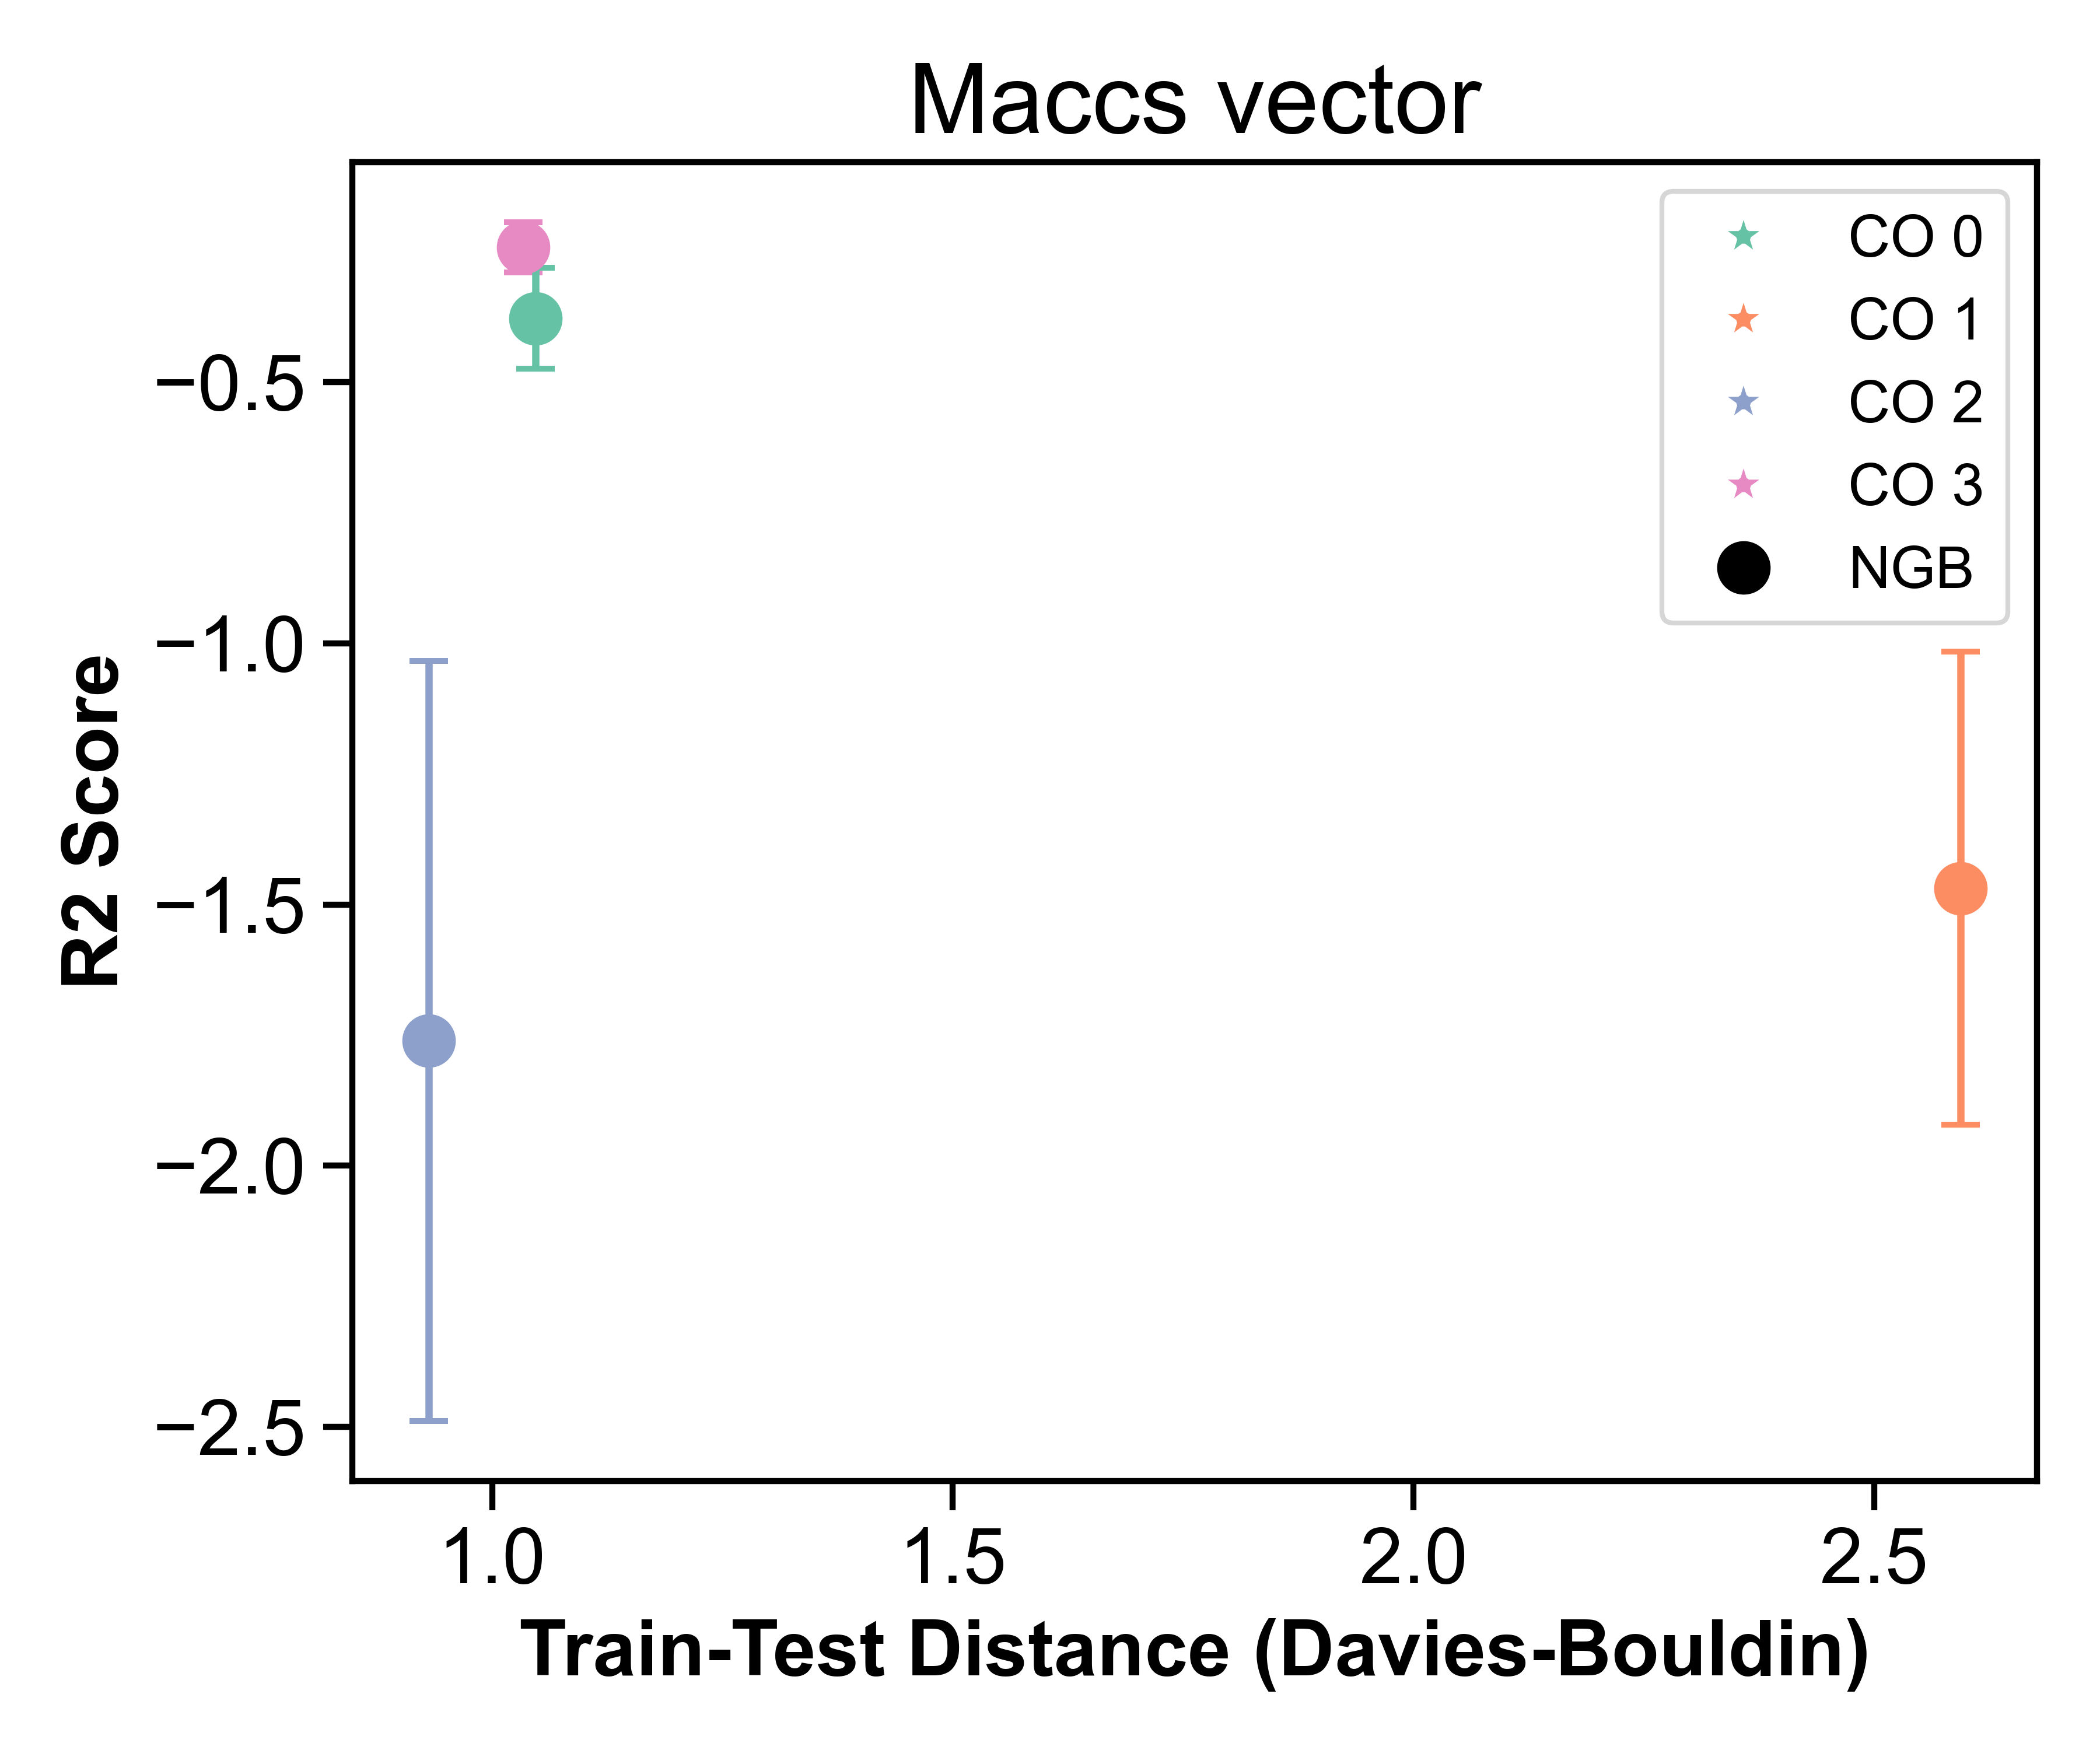 Maccs vector
CO 0
CO 1
CO 2
CO 3
NGB
R2 Score
−0.5
−1.0
−1.5
−2.0
−2.5
1.0 1.5 2.0 2.5
Train-Test Distance (Davies-Bouldin)